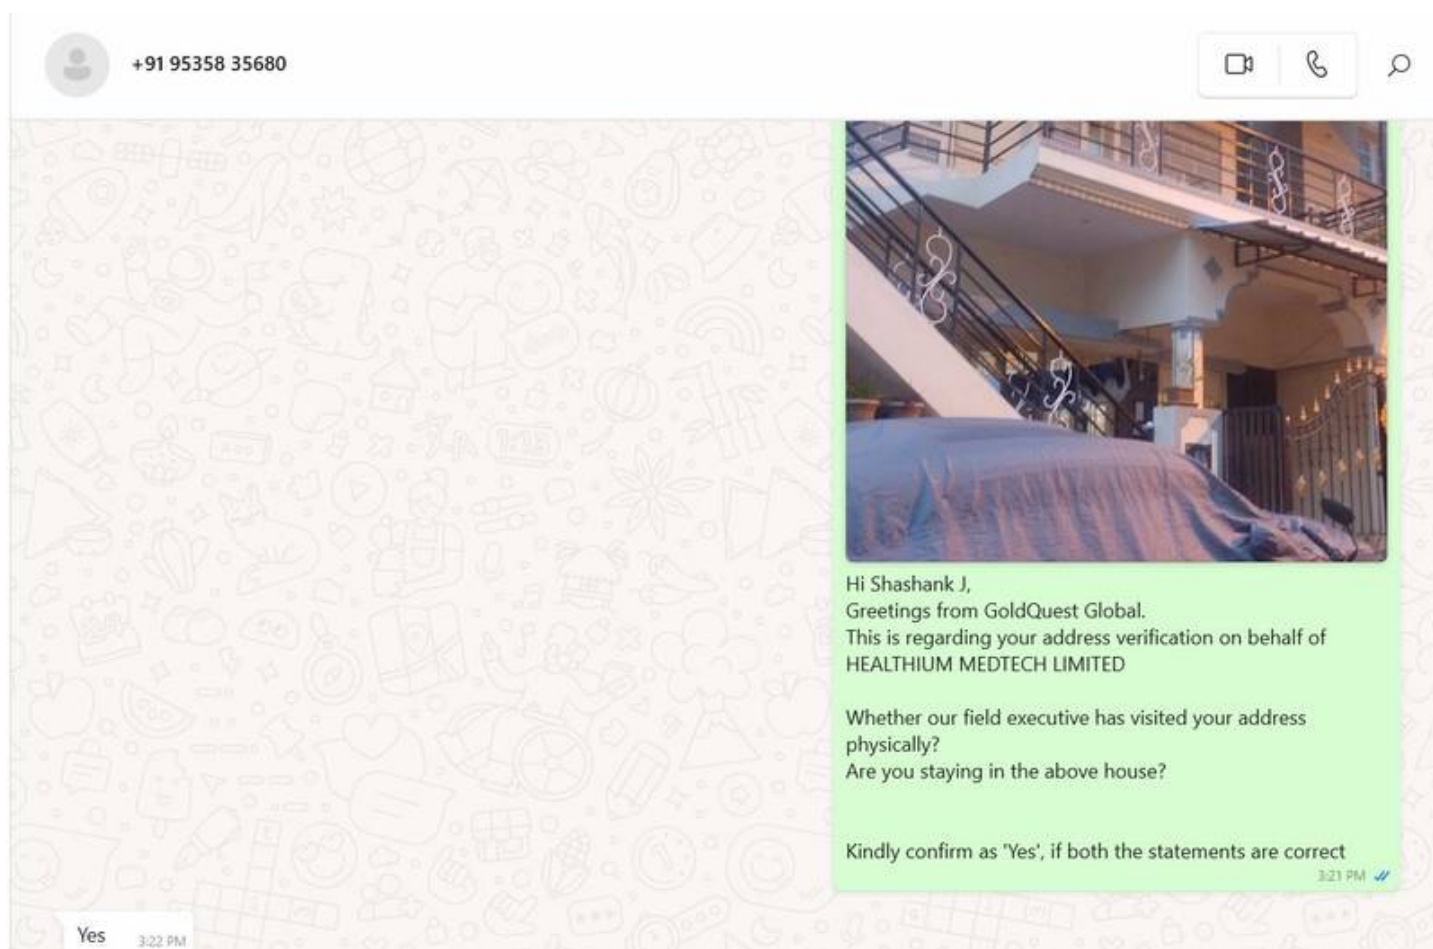 +91 95358 35680
Hi Shashank J,
Greetings from GoldQuest Global.
This is regarding your address verification on behalf of
HEALTHIUM MEDTECH LIMITED
Whether our field executive has visited your address
physically?
Are you staying in the above house?
Kindly confirm as 'Yes', if both the statements are correct
3:21 PM
Yes
3:22 PM